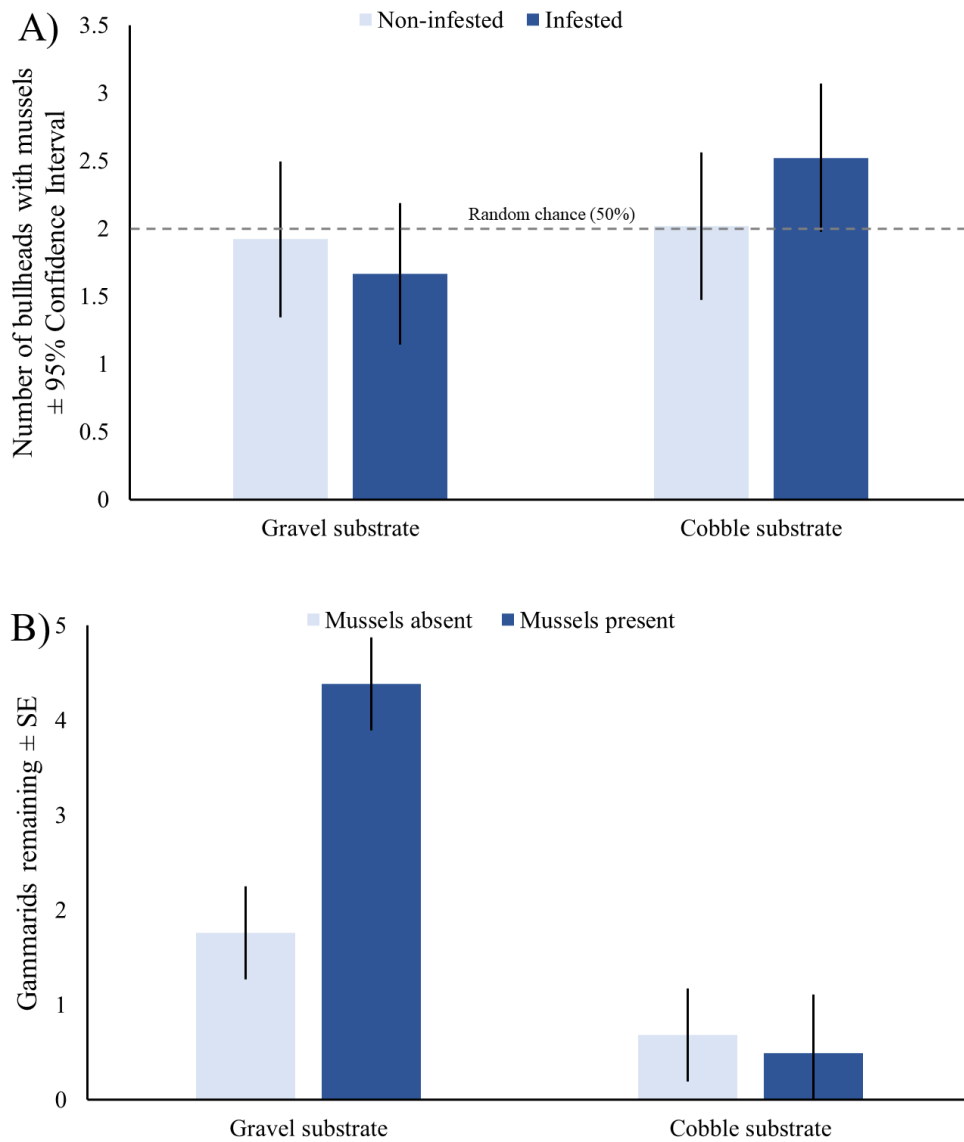 A)
Non-infested Infested
Number of bullheads with mussels
± 95% Confidence Interval
3.5
3
2.5
2
1.5
1
0.5
0
Random chance (50%)
Gravel substrate Cobble substrate
B)
Mussels absent Mussels present
Gammarids remaining ± SE
5
4
3
2
1
0
Gravel substrate Cobble substrate